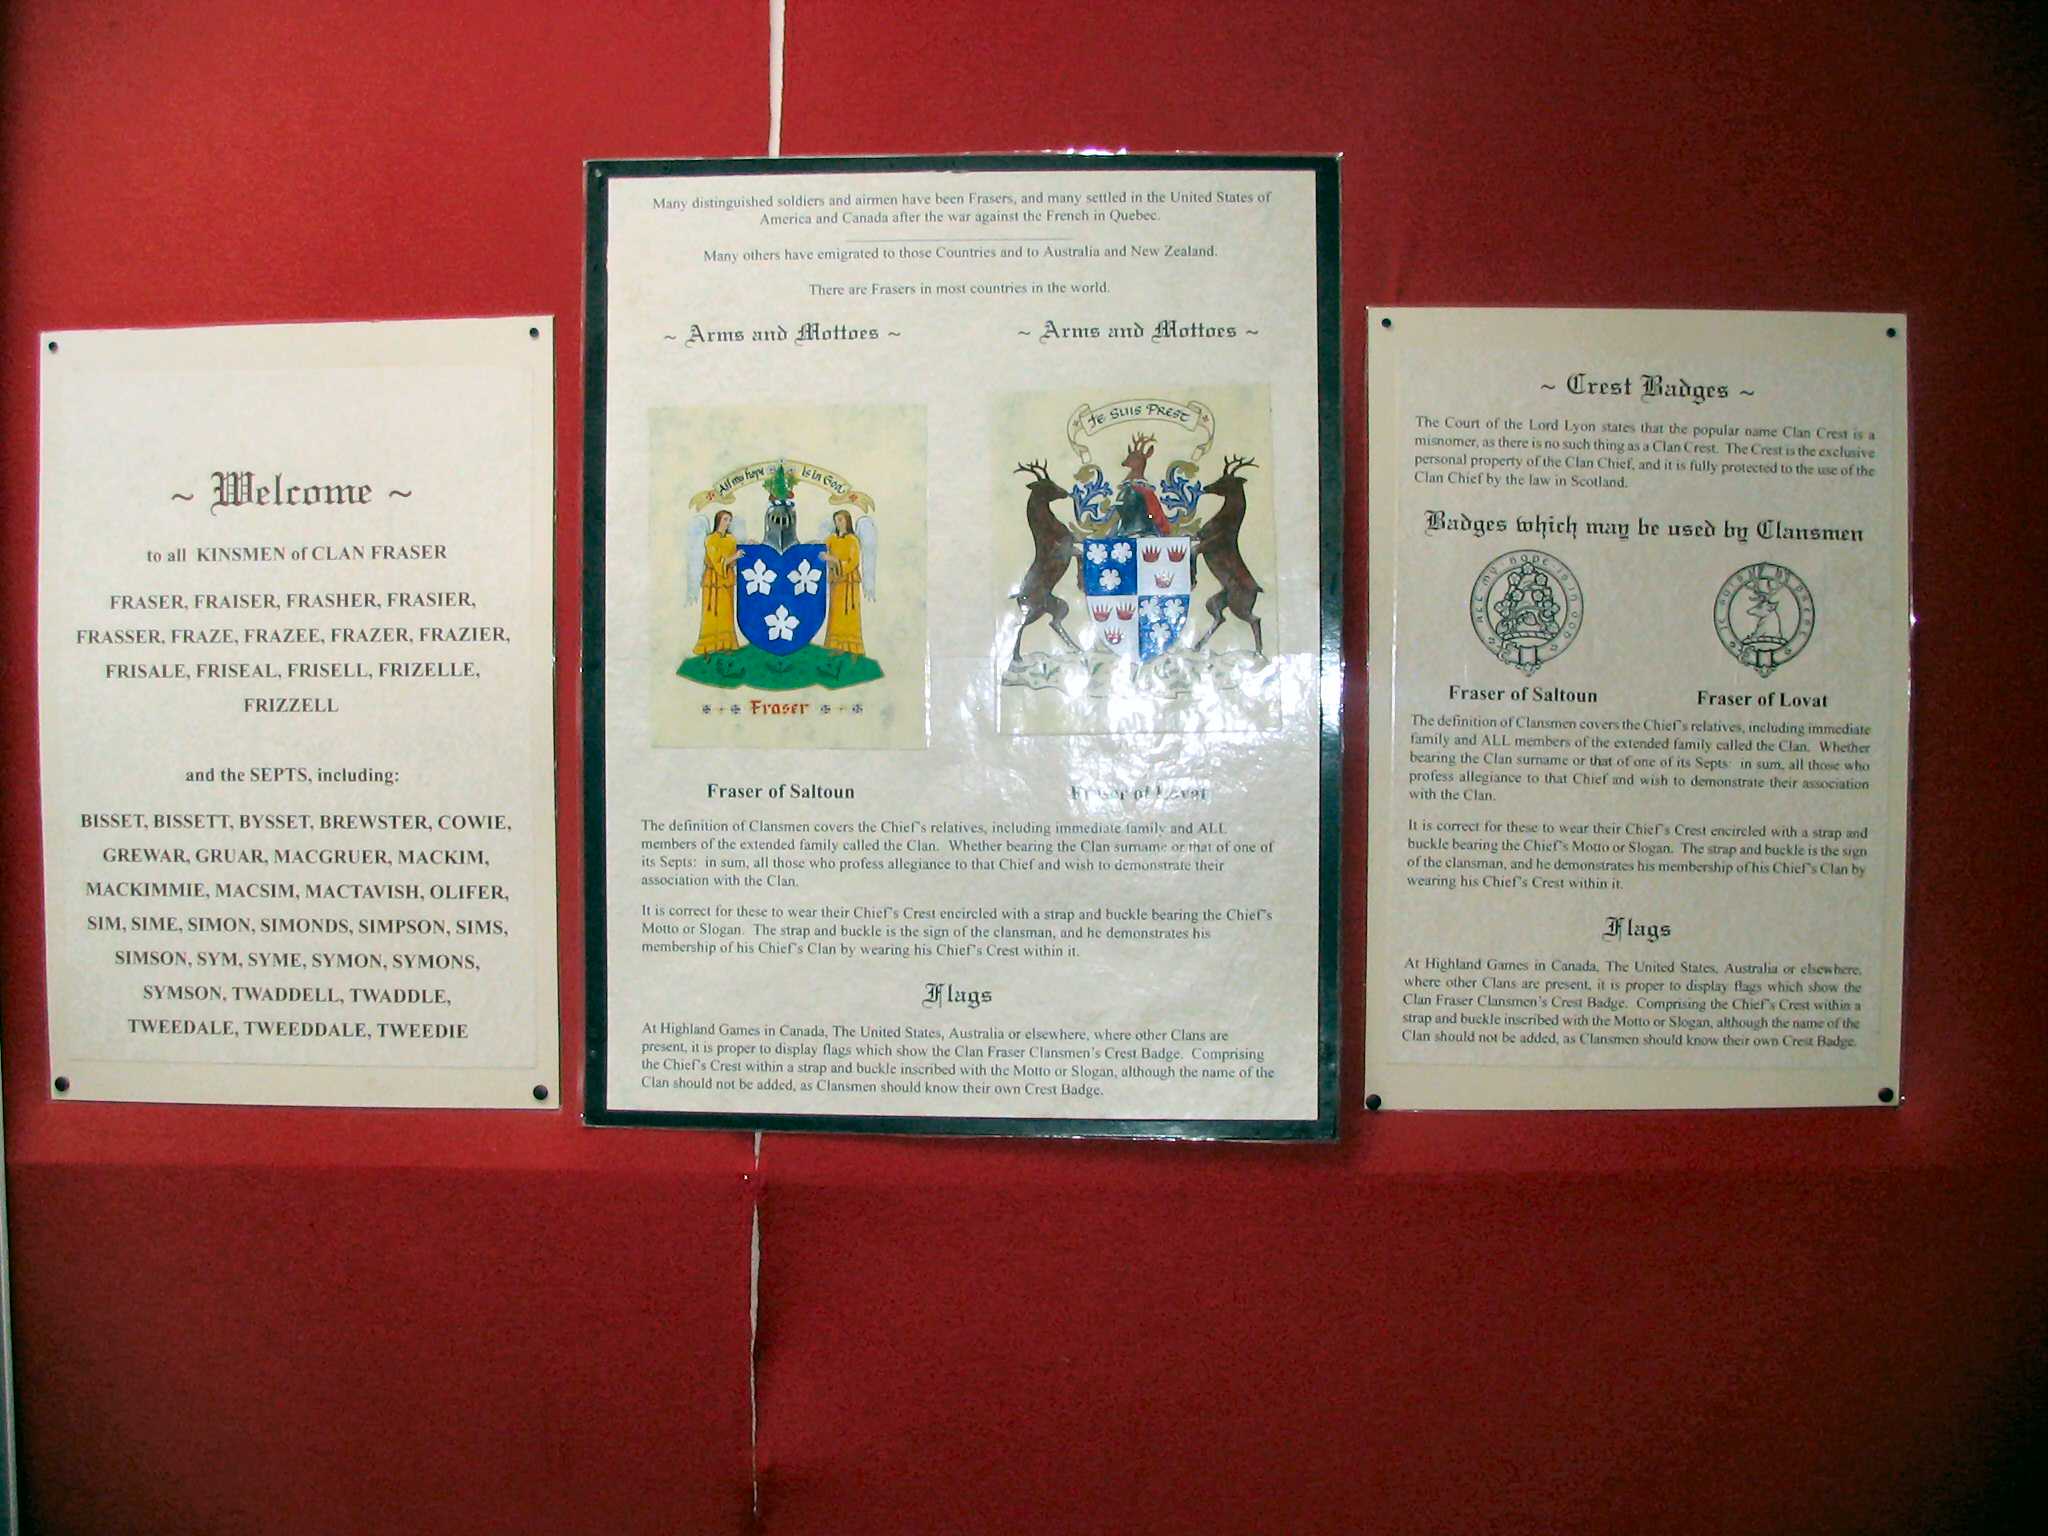 ~ Welcome ~
to all KINSMEN of CLAN FRASER
FRASER, FRAISER, FRASHER, FRASIER,
FRASSER, FRAZE, FRAZEE, FRAZER, FRAZIER,
FRISALE, FRISEAL, FRISELL, FRIZELLE,
FRIZZELL
and the SEPTS, including:
BISSET, BISSETT, BYSSET, BREWSTER, COWIE,
GREWAR, GRUAR, MACGRUER, MACKIM,
MACKIMMIE, MACSIM, MACTAVISH, OLIFER,
SIM, SIME, SIMON, SIMONDS, SIMPSON, SIMS,
SIMSON, SYM, SYME, SYMON, SYMONS,
SYMSON, TWADDELL, TWADDLE,
TWEEDALE, TWEEDDALE, TWEEDIE
Many distinguished soldiers and airmen have been Frasers, and many settled in the United States of
America and Canada after the war against the French in Quebec.
Many others have emigrated to those Countries and to Australia and New Zealand.
There are Frasers in most countries in the world.
~ Arms and Mottoes ~
All my hope is in God
Fraser
Fraser of Saltoun
~ Arms and Mottoes ~
JE SUIS PREST
Fraser of Lovat
The definition of Clansmen covers the Chief's relatives, including immediate family and ALL
members of the extended family called the Clan. Whether bearing the Clan surname or that of one of
its Septs: in sum, all those who profess allegiance to that Chief and wish to demonstrate their
association with the Clan.
It is correct for these to wear their Chief's Crest encircled with a strap and buckle bearing the Chief's
Motto or Slogan. The strap and buckle is the sign of the clansman, and he demonstrates his
membership of his Chief's Clan by wearing his Chief's Crest within it.
Flags
At Highland Games in Canada, The United States, Australia or elsewhere, where other Clans are
present, it is proper to display flags which show the Clan Fraser Clansmen's Crest Badge. Comprising
the Chief's Crest within a strap and buckle inscribed with the Motto or Slogan, although the name of the
Clan should not be added, as Clansmen should know their own Crest Badge.
~ Crest Badges ~
The Court of the Lord Lyon states that the popular name Clan Crest is a
misnomer, as there is no such thing as a Clan Crest. The Crest is the exclusive
personal property of the Clan Chief, and it is fully protected to the use of the
Clan Chief by the law in Scotland.
Badges which may be used by Clansmen
ALL MY HOPE IS IN GOD
Fraser of Saltoun
Fraser of Lovat
The definition of Clansmen covers the Chief's relatives, including immediate
family and ALL members of the extended family called the Clan. Whether
bearing the Clan surname or that of one of its Septs: in sum, all those who
profess allegiance to that Chief and wish to demonstrate their association
with the Clan.
It is correct for these to wear their Chief's Crest encircled with a strap and
buckle bearing the Chief's Motto or Slogan. The strap and buckle is the sign
of the clansman, and he demonstrates his membership of his Chief's Clan by
wearing his Chief's Crest within it.
Flags
At Highland Games in Canada, The United States, Australia or elsewhere,
where other Clans are present, it is proper to display flags which show the
Clan Fraser Clansmen's Crest Badge. Comprising the Chief's Crest within a
strap and buckle inscribed with the Motto or Slogan, although the name of the
Clan should not be added, as Clansmen should know their own Crest Badge.